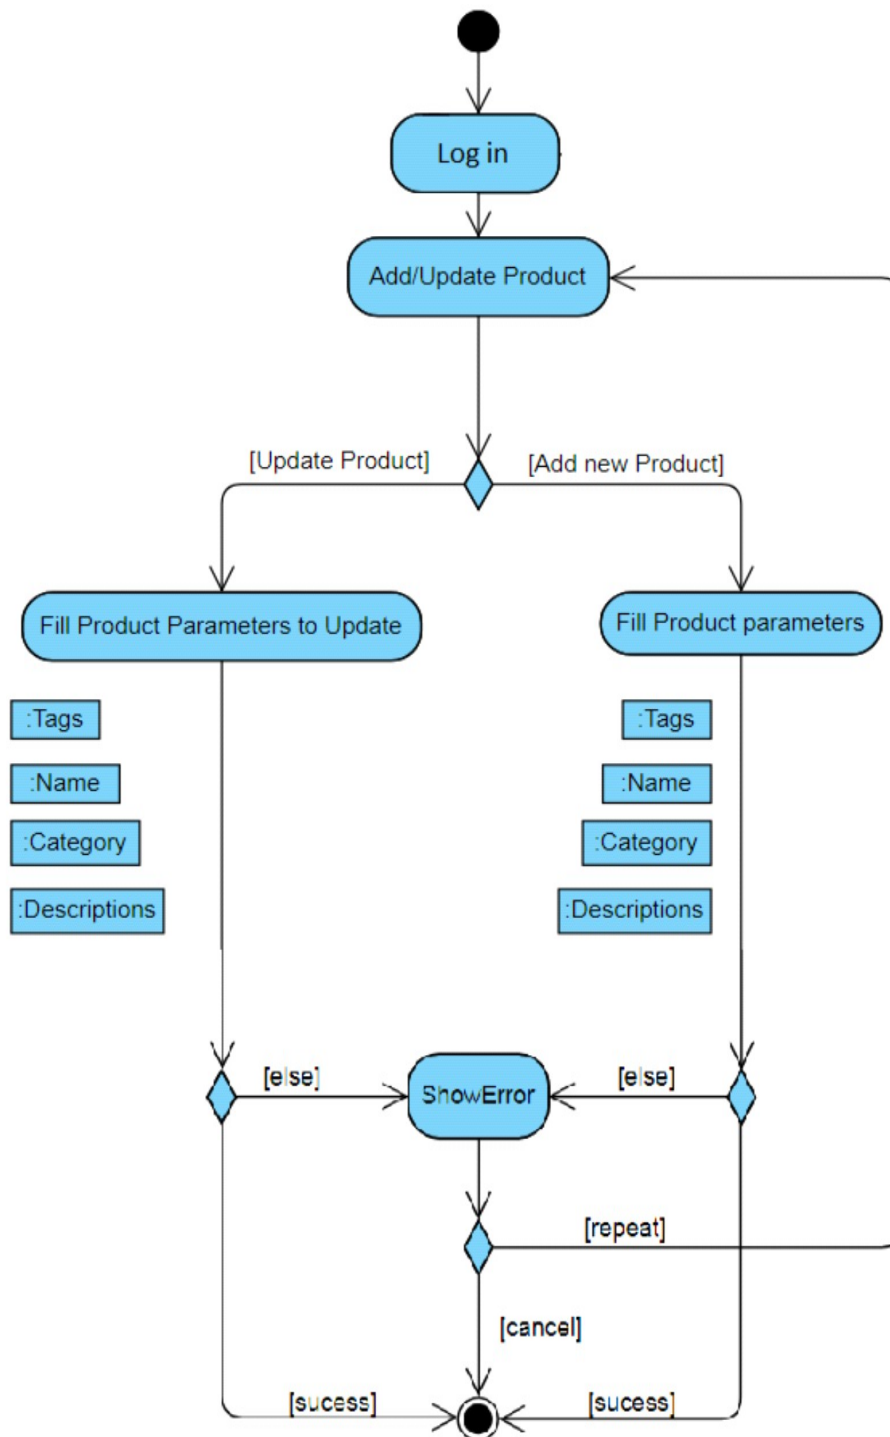 Log in
Add/Update Product
[Update Product]
[Add new Product]
Fill Product Parameters to Update
Fill Product parameters
:Tags
:Tags
:Name
:Name
:Category
:Category
:Descriptions
:Descriptions
[else]
ShowError
[else]
[repeat]
[cancel]
[sucess]
[sucess]